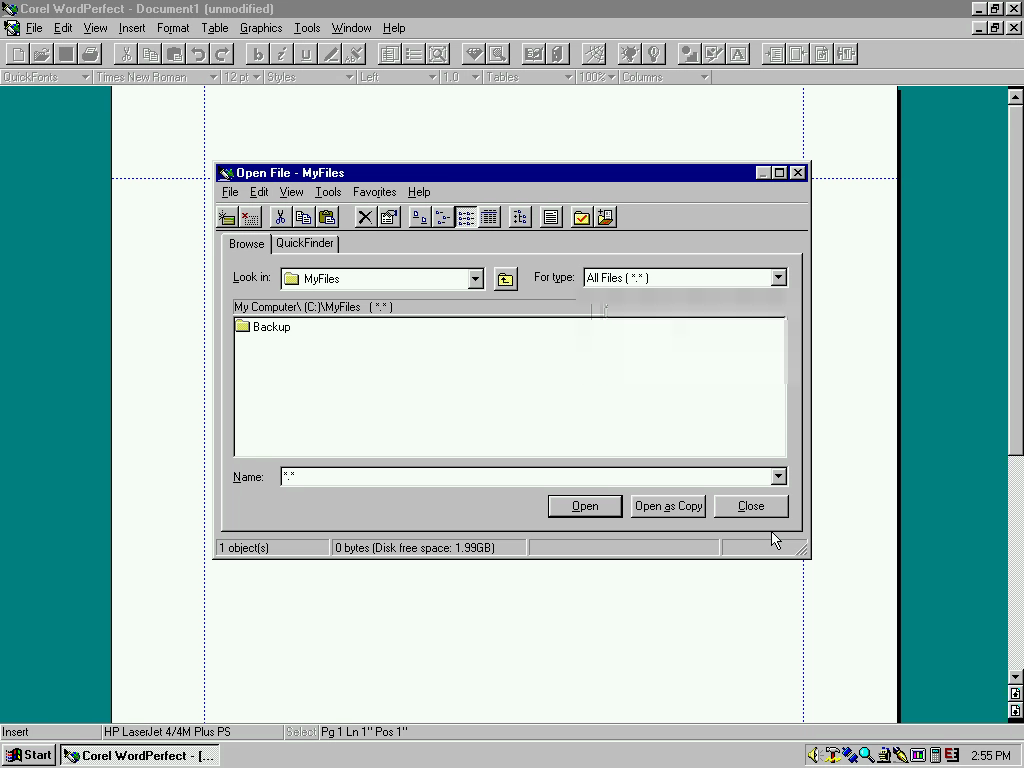 Corel WordPerfect - Document1 (unmodified)
File Edit View Insert Format Table Graphics Tools Window Help
QuickFonts Times New Roman 12 pt Styles Left 1.0 Tables 100% Columns
Open File - MyFiles
File Edit View Tools Favorites Help
Browse QuickFinder
Look in: MyFiles For type: All Files ( *.* )
My Computer\ (C:)\MyFiles ( *.* )
Backup
Name: *.*
Open Open as Copy Close
1 object(s) 0 bytes (Disk free space: 1.99GB)
Insert HP LaserJet 4/4M Plus PS Select Pg 1 Ln 1" Pos 1"
Start Corel WordPerfect - [... 2:55 PM